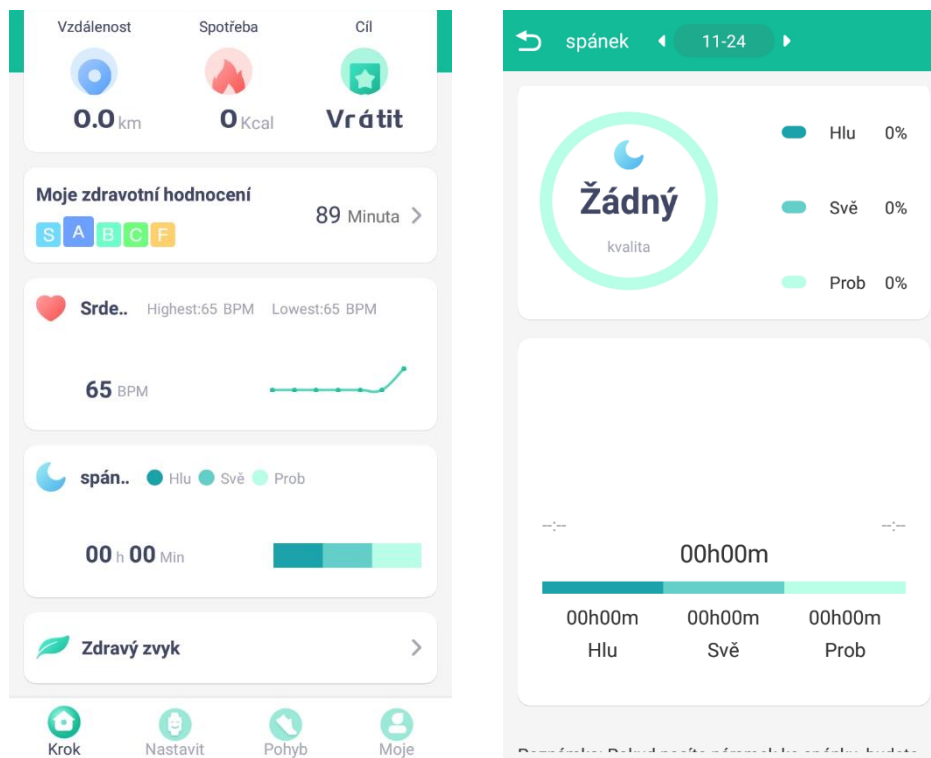 Vzdálenost Spotřeba Cíl
0.0 km 0 Kcal Vrátit
Moje zdravotní hodnocení
89 Minuta
S A B C F
Srde.. Highest:65 BPM Lowest:65 BPM
65 BPM
spán.. Hlu Svě Prob
00 h 00 Min
Zdravý zvyk
Krok Nastavit Pohyb Moje
spánek 11-24
Žádný
kvalita
Hlu 0%
Svě 0%
Prob 0%
--:-- --:--
00h00m
00h00m 00h00m 00h00m
Hlu Svě Prob